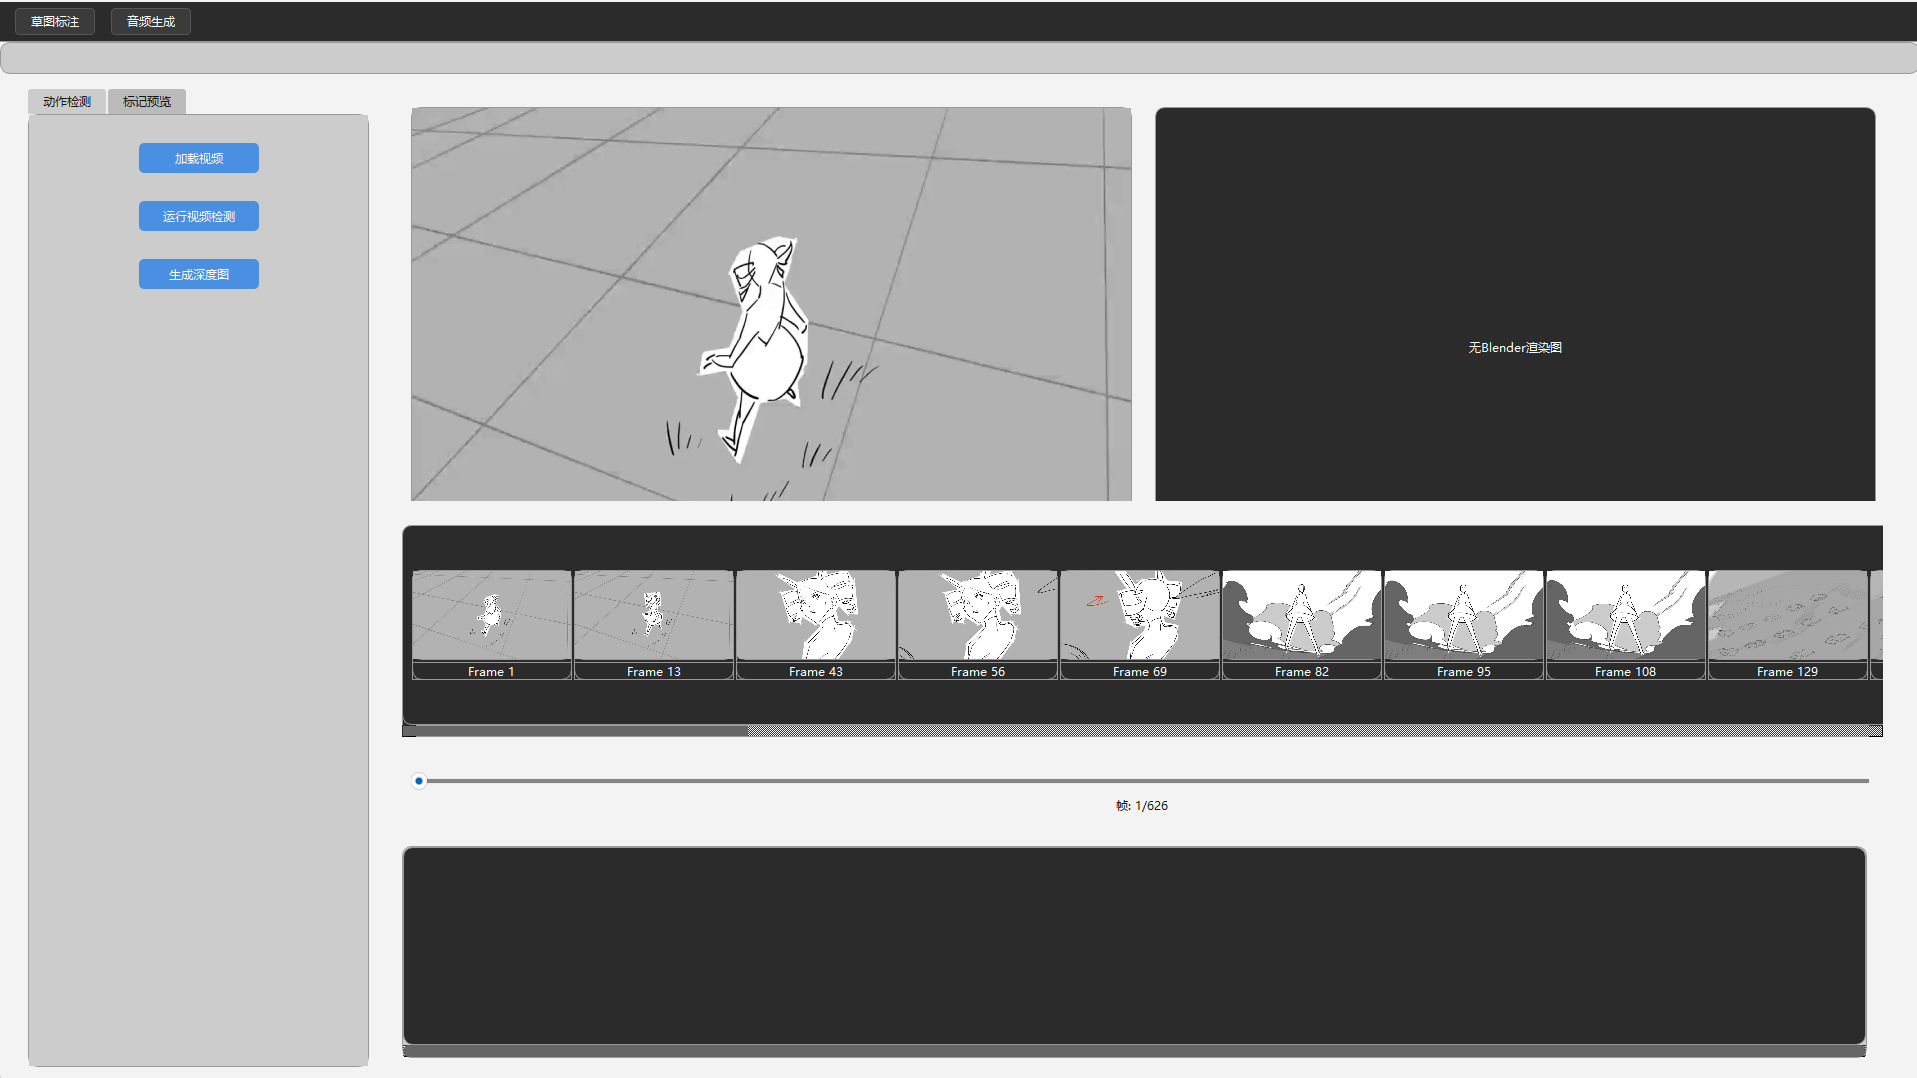 草图标注
音频生成
动作检测
标记预览
加载视频
运行视频检测
生成深度图
无Blender渲染图
Frame 1
Frame 13
Frame 43
Frame 56
Frame 69
Frame 82
Frame 95
Frame 108
Frame 129
帧: 1/626